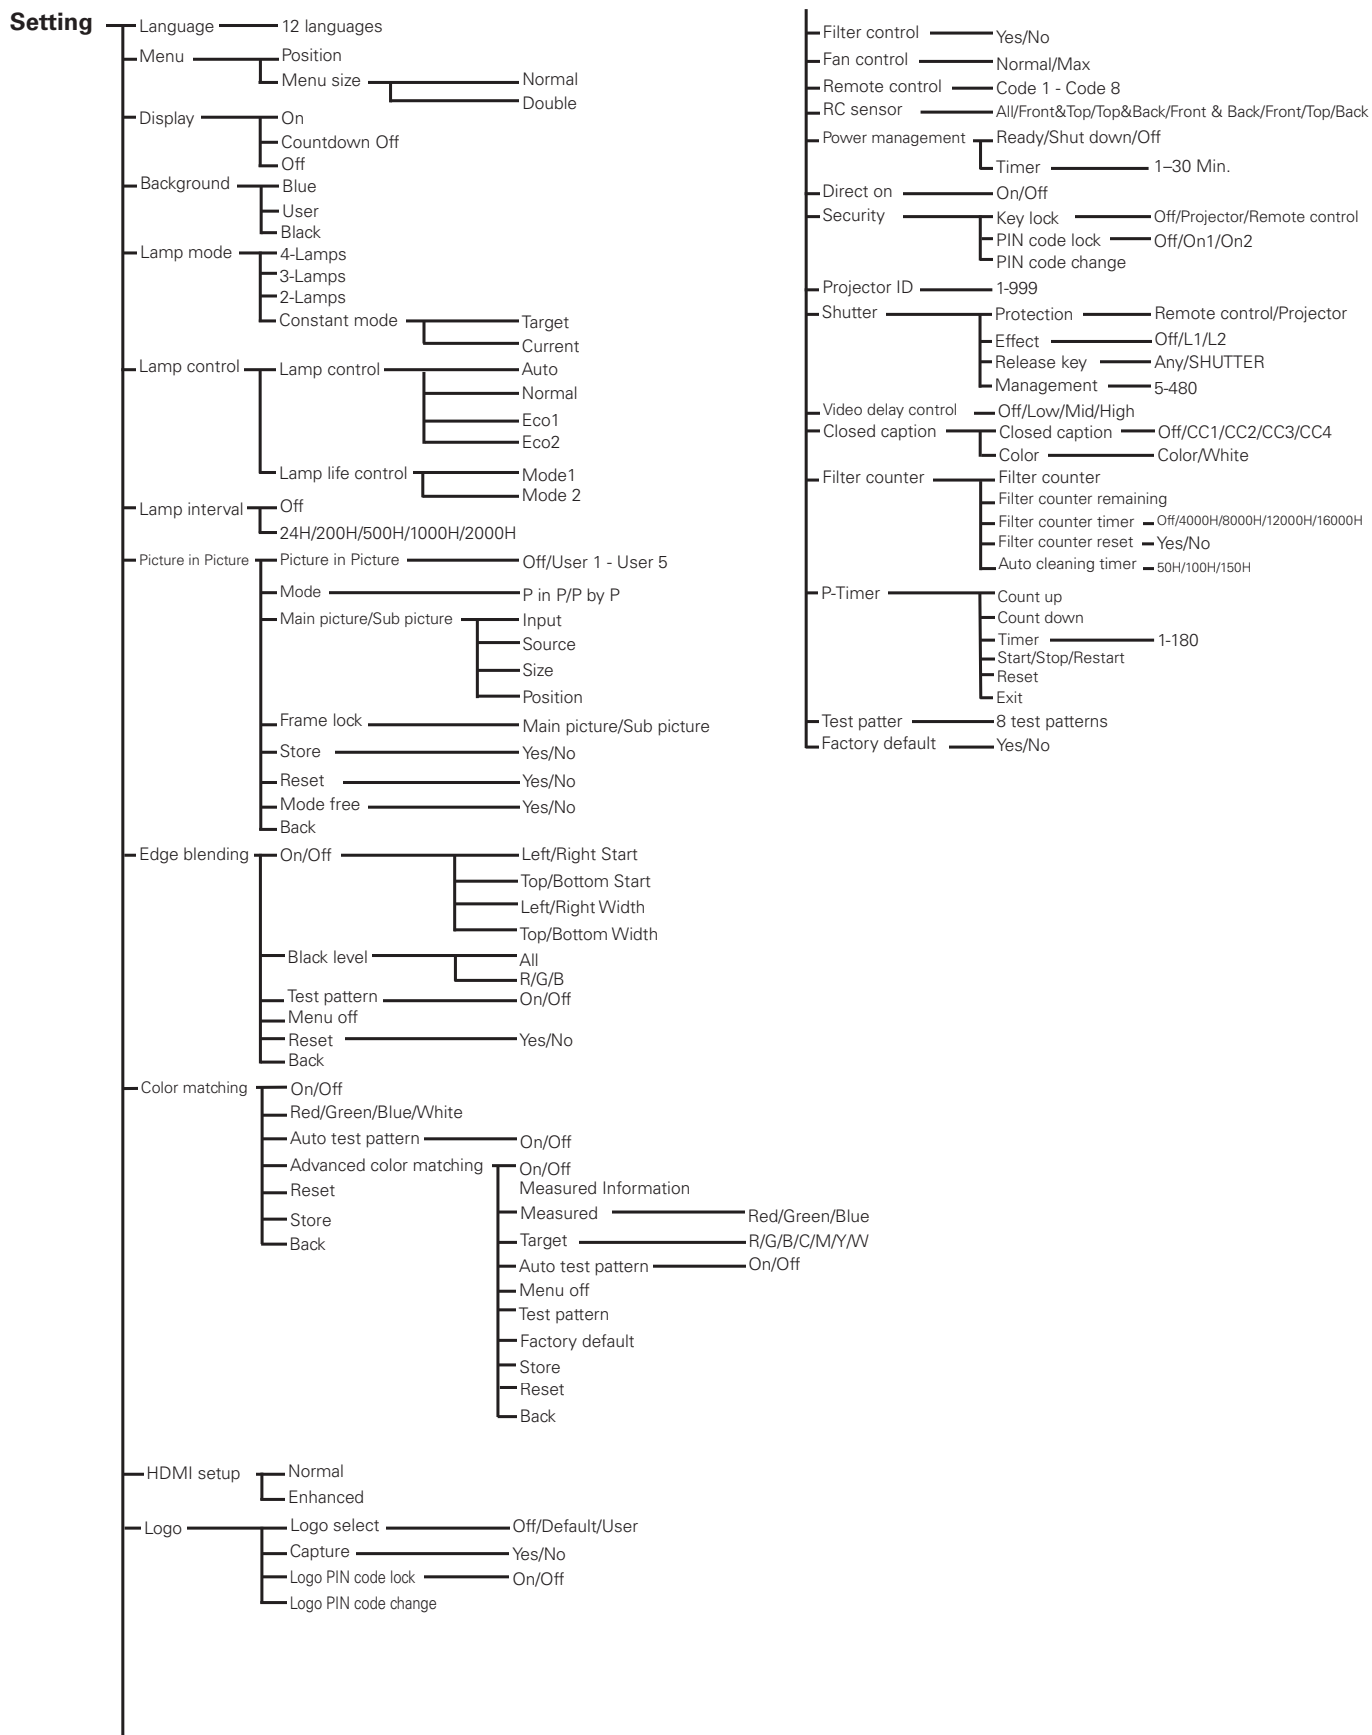 Setting
Language 12 languages
Menu Position
Menu size Normal
Double
Display On
Countdown Off
Off
Background Blue
User
Black
Lamp mode 4-Lamps
3-Lamps
2-Lamps
Constant mode Target
Current
Lamp control Lamp control Auto
Normal
Eco1
Eco2
Lamp life control Mode1
Mode 2
Lamp interval Off
24H/200H/500H/1000H/2000H
Picture in Picture Picture in Picture Off/User 1 - User 5
Mode P in P/P by P
Main picture/Sub picture Input
Source
Size
Position
Frame lock Main picture/Sub picture
Store Yes/No
Reset Yes/No
Mode free Yes/No
Back
Edge blending On/Off Left/Right Start
Top/Bottom Start
Left/Right Width
Top/Bottom Width
Black level All
R/G/B
Test pattern On/Off
Menu off
Reset Yes/No
Back
Color matching On/Off
Red/Green/Blue/White
Auto test pattern On/Off
Advanced color matching On/Off
Reset Measured Information
Measured Red/Green/Blue
Store
Target R/G/B/C/M/Y/W
Back
Auto test pattern On/Off
Menu off
Test pattern
Factory default
Store
Reset
Back
HDMI setup Normal
Enhanced
Logo Logo select Off/Default/User
Capture Yes/No
Logo PIN code lock On/Off
Logo PIN code change
Filter control Yes/No
Fan control Normal/Max
Remote control Code 1 - Code 8
RC sensor All/Front&Top/Top&Back/Front & Back/Front/Top/Back
Power management Ready/Shut down/Off
Timer 1–30 Min.
Direct on On/Off
Security Key lock Off/Projector/Remote control
PIN code lock Off/On1/On2
PIN code change
Projector ID 1-999
Shutter Protection Remote control/Projector
Effect Off/L1/L2
Release key Any/SHUTTER
Management 5-480
Video delay control Off/Low/Mid/High
Closed caption Closed caption Off/CC1/CC2/CC3/CC4
Color Color/White
Filter counter Filter counter
Filter counter remaining
Filter counter timer Off/4000H/8000H/12000H/16000H
Filter counter reset Yes/No
Auto cleaning timer 50H/100H/150H
P-Timer Count up
Count down
Timer 1-180
Start/Stop/Restart
Reset
Exit
Test patter 8 test patterns
Factory default Yes/No